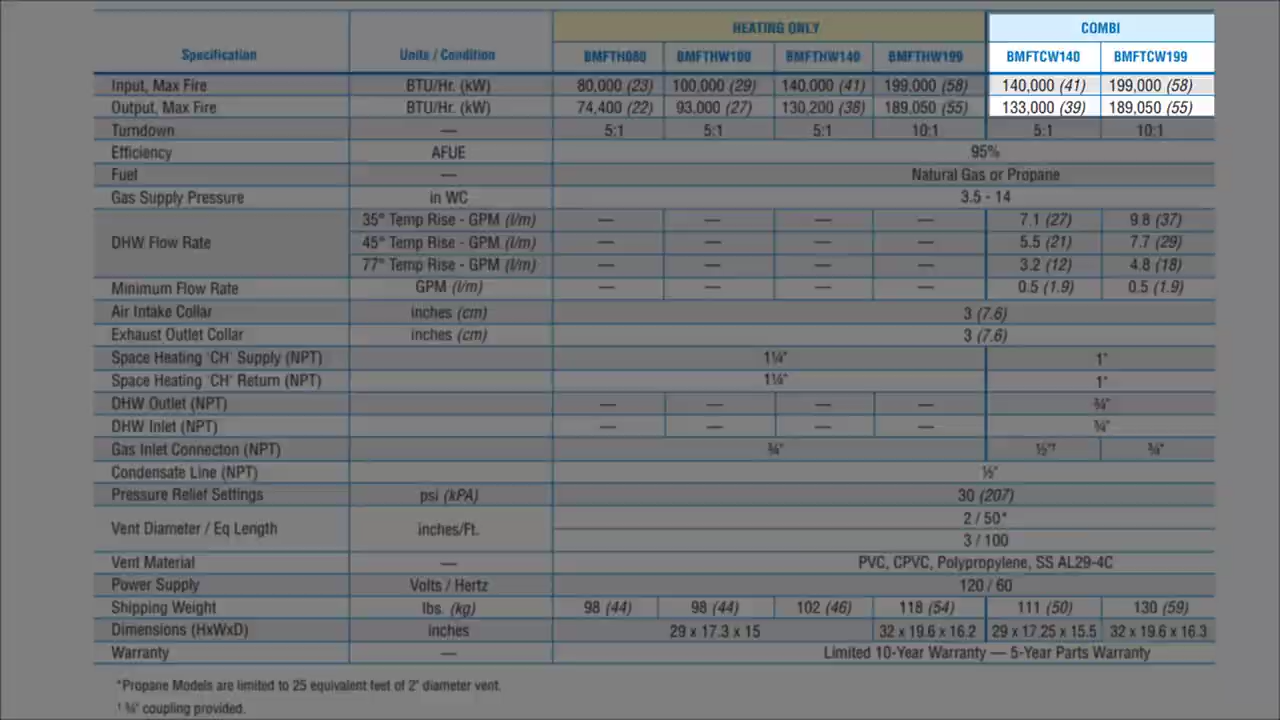 HEATING ONLY COMBI
Specification Units / Condition BMFTH080 BMFTHW100 BMFTHW140 BMFTHW199 BMFTCW140 BMFTCW199
Input, Max Fire BTU/Hr. (kW) 80,000 (23) 100,000 (29) 140,000 (41) 199,000 (58) 140,000 (41) 199,000 (58)
Output, Max Fire BTU/Hr. (kW) 74,400 (22) 93,000 (27) 130,200 (38) 189,050 (55) 133,000 (39) 189,050 (55)
Turndown — 5:1 5:1 5:1 10:1 5:1 10:1
Efficiency AFUE 95%
Fuel — Natural Gas or Propane
Gas Supply Pressure in WC 3.5 - 14
DHW Flow Rate
35° Temp Rise - GPM (l/m) — — — — 7.1 (27) 9.8 (37)
45° Temp Rise - GPM (l/m) — — — — 5.5 (21) 7.7 (29)
77° Temp Rise - GPM (l/m) — — — — 3.2 (12) 4.8 (18)
Minimum Flow Rate GPM (l/m) — — — — 0.5 (1.9) 0.5 (1.9)
Air Intake Collar inches (cm) 3 (7.6)
Exhaust Outlet Collar inches (cm) 3 (7.6)
Space Heating 'CH' Supply (NPT) 1¼" 1"
Space Heating 'CH' Return (NPT) 1¼" 1"
DHW Outlet (NPT) — — — — ¾"
DHW Inlet (NPT) — — — — ¾"
Gas Inlet Connecton (NPT) ¾" ½"† ¾"
Condensate Line (NPT) ½"
Pressure Relief Settings psi (kPA) 30 (207)
Vent Diameter / Eq Length inches/Ft.
2 / 50*
3 / 100
Vent Material — PVC, CPVC, Polypropylene, SS AL29-4C
Power Supply Volts / Hertz 120 / 60
Shipping Weight lbs. (kg) 98 (44) 98 (44) 102 (46) 118 (54) 111 (50) 130 (59)
Dimensions (HxWxD) inches 29 x 17.3 x 15 32 x 19.6 x 16.2 29 x 17.25 x 15.5 32 x 19.6 x 16.3
Warranty — Limited 10-Year Warranty — 5-Year Parts Warranty
*Propane Models are limited to 25 equivalent feet of 2" diameter vent.
† ¾" coupling provided.